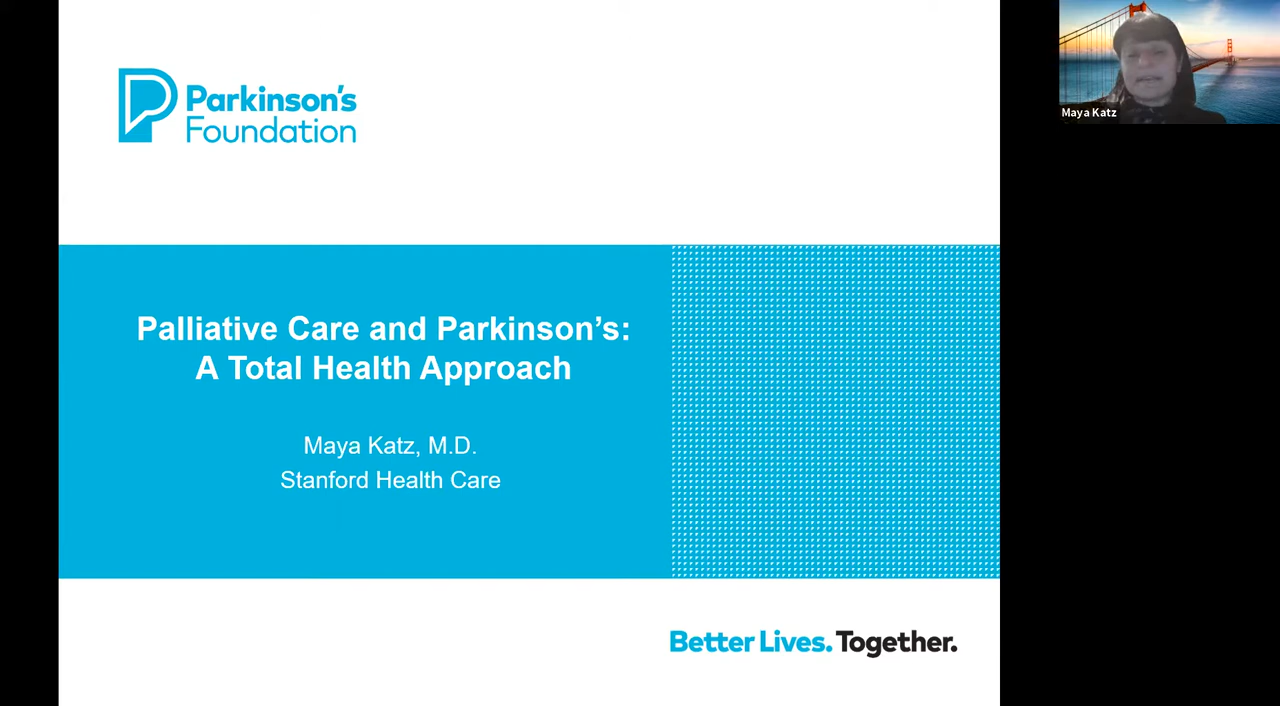 Parkinson's
Foundation
Maya Katz
Palliative Care and Parkinson’s:
A Total Health Approach
Maya Katz, M.D.
Stanford Health Care
Better Lives. Together.